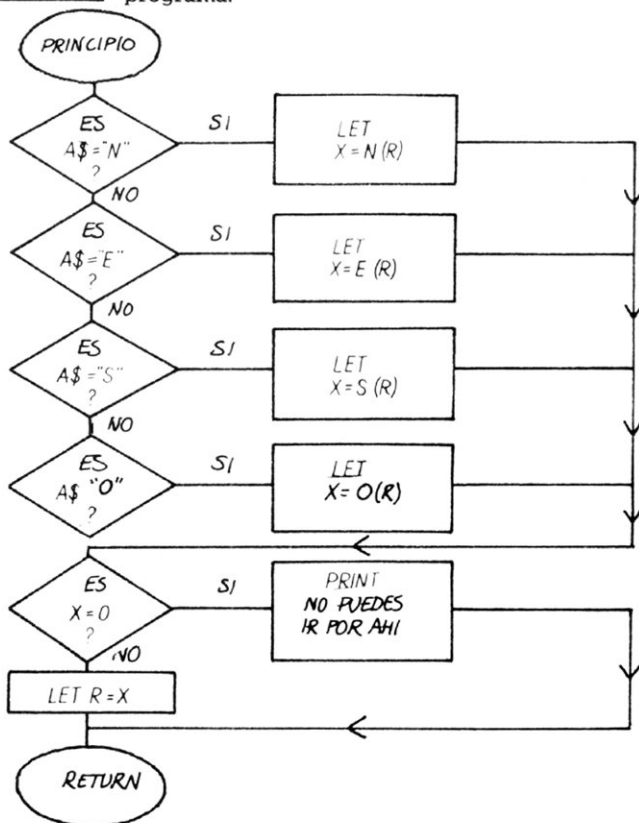 programa.
PRINCIPIO
ES
A$="N"
?
SI
LET
X=N(R)
NO
ES
A$="E"
?
SI
LET
X=E(R)
NO
ES
A$="S"
?
SI
LET
X=S(R)
NO
ES
A$ "O"
?
SI
LET
X=O(R)
ES
X=0
?
SI
PRINT
NO PUEDES
IR POR AHI
NO
LET R=X
RETURN